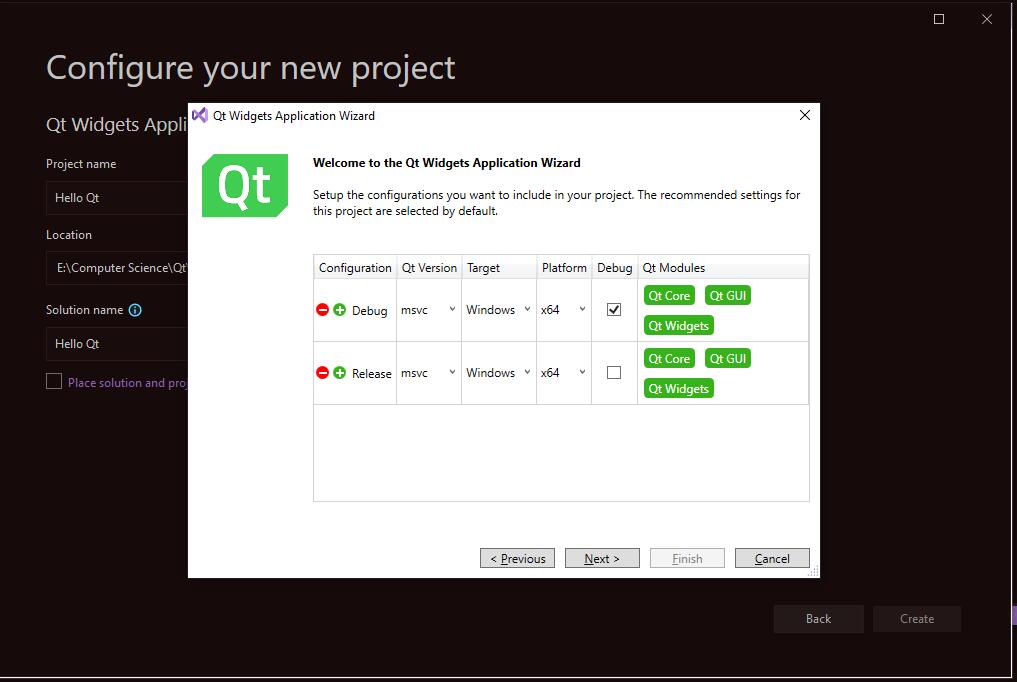 Configure your new project
Qt Widgets Appli
Project name
Hello Qt
Location
E:\Computer Science\Qt\
Solution name
Hello Qt
Place solution and proj
Qt Widgets Application Wizard
Qt
Welcome to the Qt Widgets Application Wizard
Setup the configurations you want to include in your project. The recommended settings for
this project are selected by default.
Configuration Qt Version Target Platform Debug Qt Modules
Debug msvc Windows x64 Qt Core Qt GUI
Qt Widgets
Release msvc Windows x64 Qt Core Qt GUI
Qt Widgets
< Previous Next > Finish Cancel
Back Create